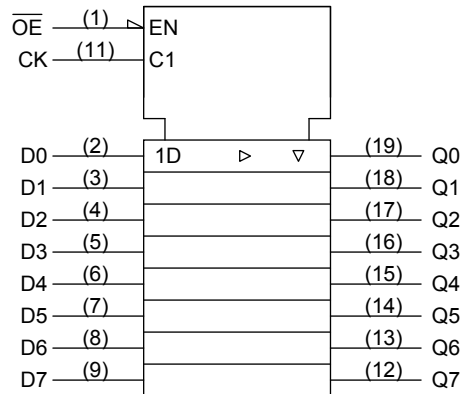 O̅E̅ (1) EN
CK (11) C1
D0 (2) 1D (19) Q0
D1 (3) (18) Q1
D2 (4) (17) Q2
D3 (5) (16) Q3
D4 (6) (15) Q4
D5 (7) (14) Q5
D6 (8) (13) Q6
D7 (9) (12) Q7